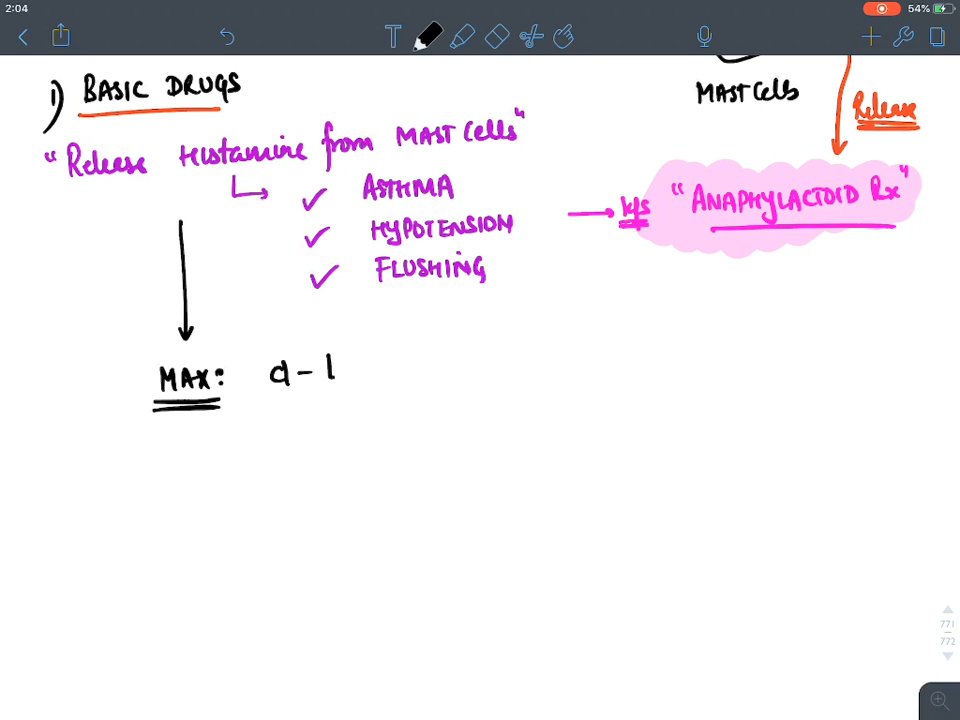 2:04
54%
T
1) BASIC DRUGS
MAST Cells
Release
"Release Histamine from MAST Cells"
ASTHMA
HYPOTENSION
FLUSHING
k/s "ANAPHYLACTOID Rx"
MAX: d-l
771
772